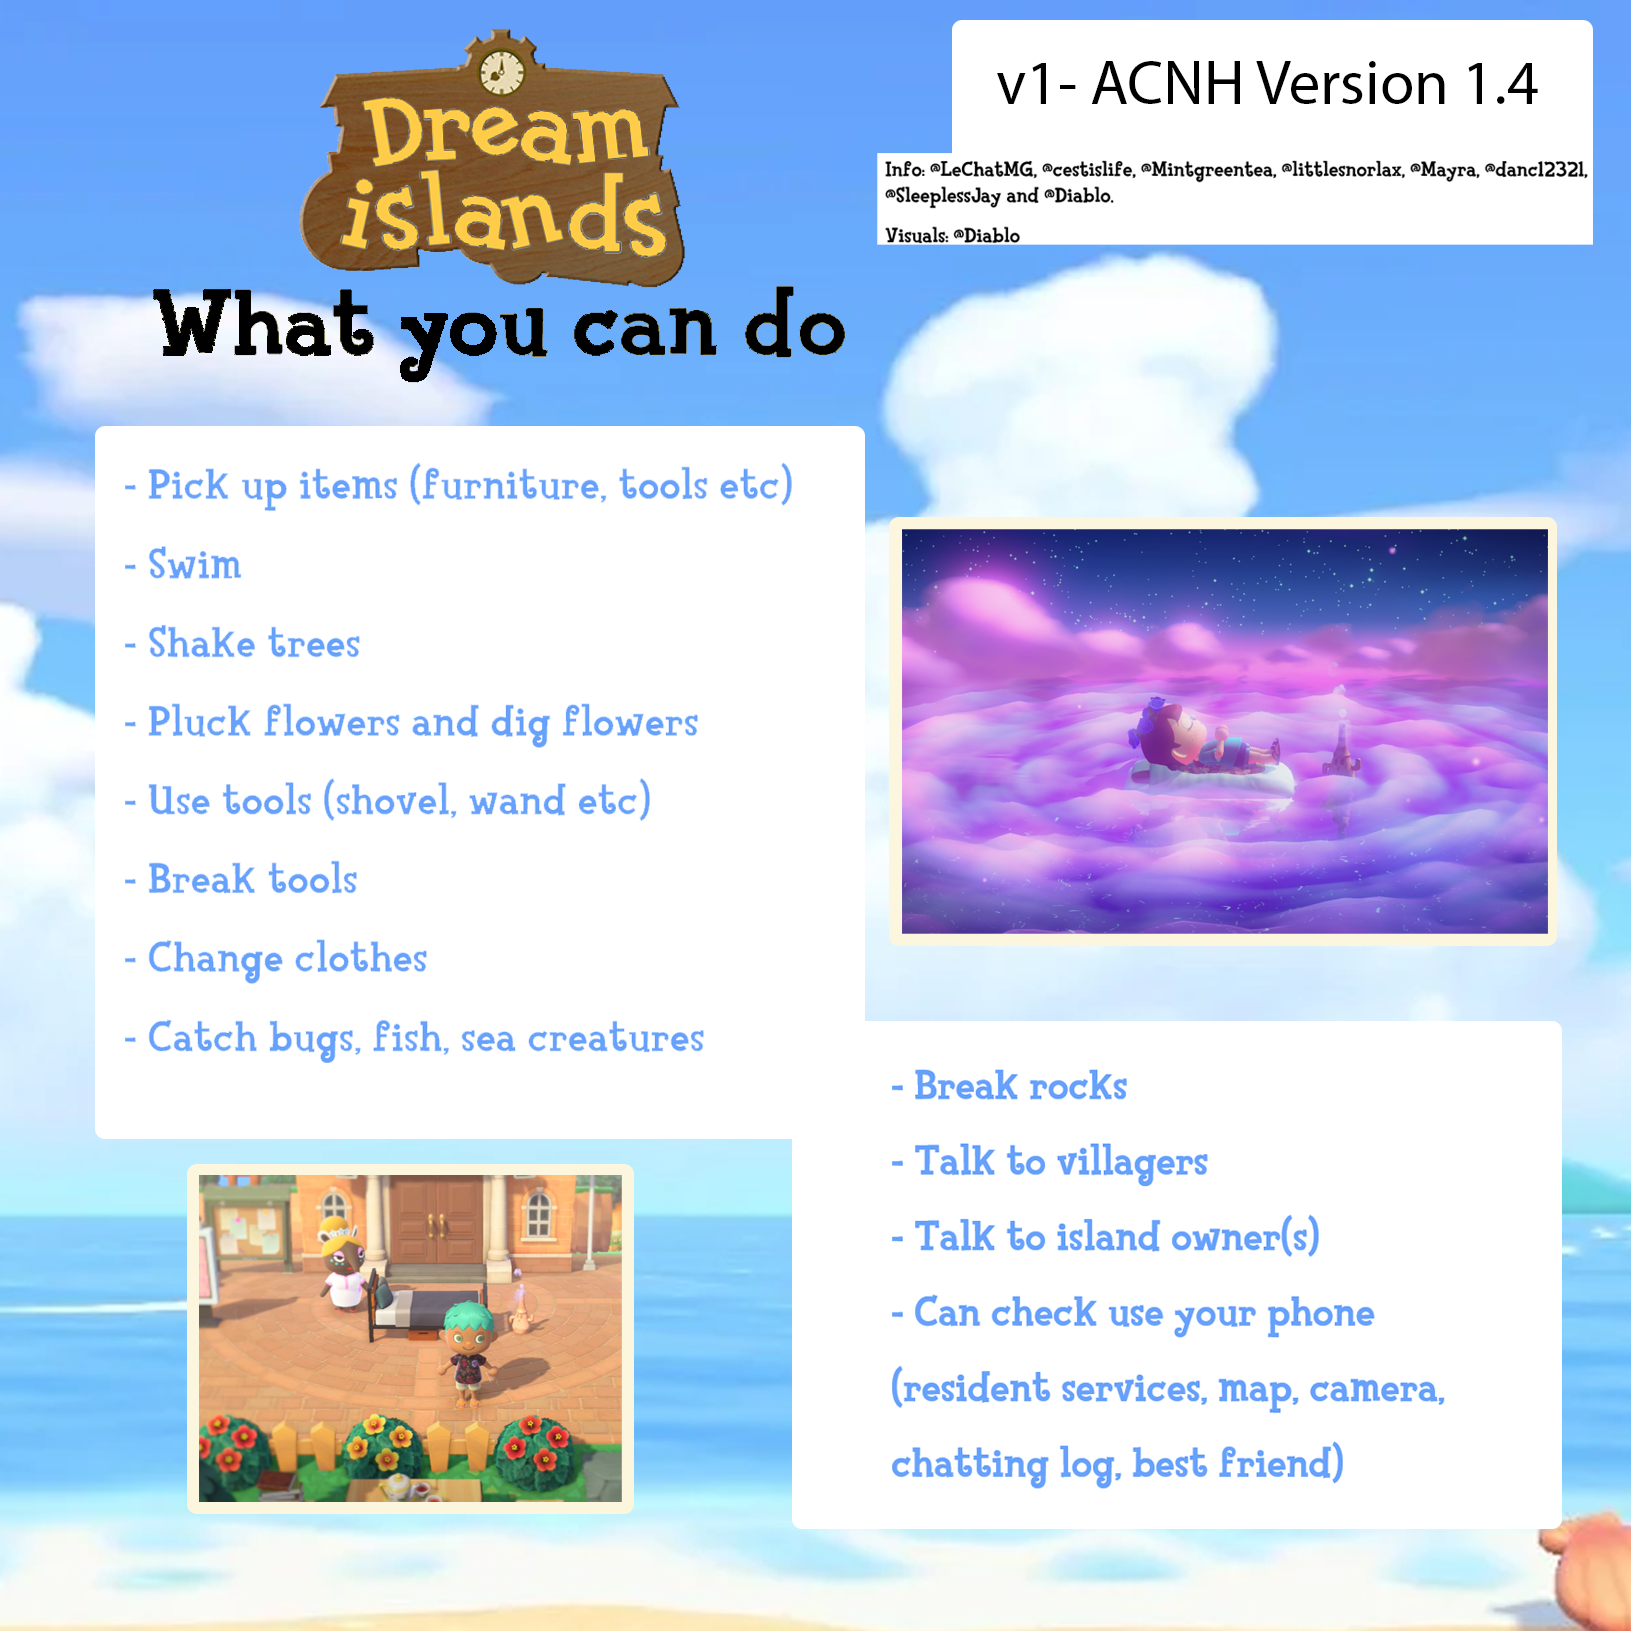 Dream
islands
What you can do
v1- ACNH Version 1.4
Info: @LeChatMG, @cestislife, @Mintgreentea, @littlesnorlax, @Mayra, @danc12321,
@SleeplessJay and @Diablo.
Visuals: @Diablo
- Pick up items (furniture, tools etc)
- Swim
- Shake trees
- Pluck flowers and dig flowers
- Use tools (shovel, wand etc)
- Break tools
- Change clothes
- Catch bugs, fish, sea creatures
- Break rocks
- Talk to villagers
- Talk to island owner(s)
- Can check use your phone
(resident services, map, camera,
chatting log, best friend)